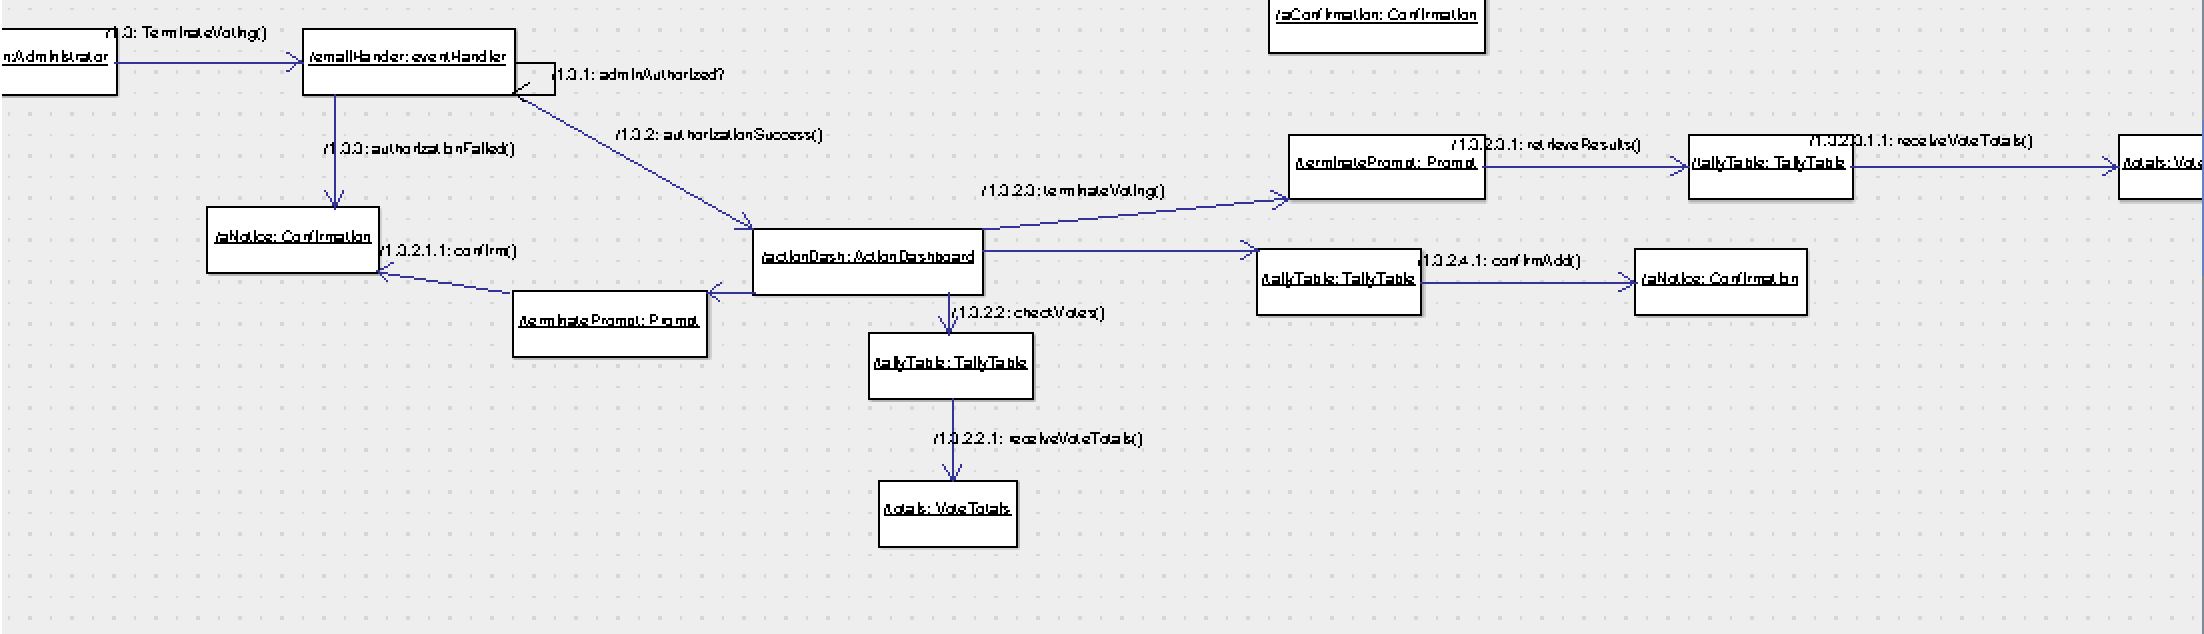 /aConfirmation: Confirmation
/1.3: TerminateVoting()
n:Administrator
/emailHander: eventHandler
/1.3.1: adminAuthorized?
/1.3.2: authorizationSuccess()
/1.3.3: authorizationFailed()
/1.3.2.3.1: retrieveResults()
/1.3.2.3.1.1: receiveVoteTotals()
/terminatePrompt: Prompt
/tallyTable: TallyTable
/totals: Vote
/1.3.2.3: terminateVoting()
/aNotice: Confirmation
/1.3.2.1.1: confirm()
/actionDash: ActionDashboard
/1.3.2.4.1: confirmAdd()
/tallyTable: TallyTable
/aNotice: Confirmation
/terminatePrompt: Prompt
/1.3.2.2: checkVotes()
/tallyTable: TallyTable
/1.3.2.2.1: receiveVoteTotals()
/totals: VoteTotals